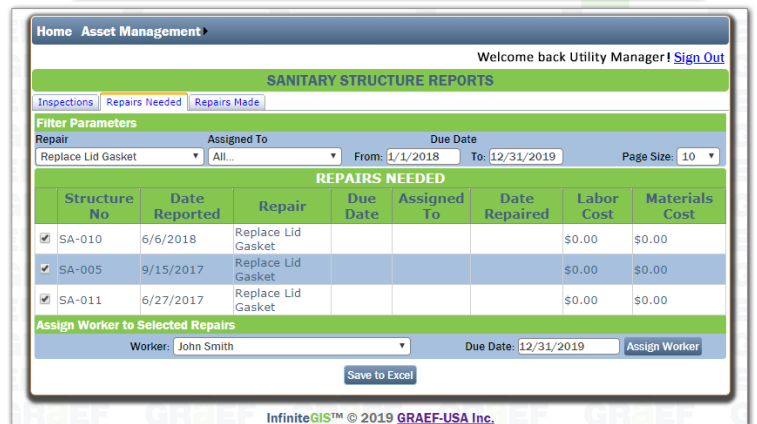 Home Asset Management
Welcome back Utility Manager! Sign Out
SANITARY STRUCTURE REPORTS
Inspections Repairs Needed Repairs Made
Filter Parameters
Repair Assigned To Due Date
Replace Lid Gasket All... From: 1/1/2018 To: 12/31/2019 Page Size: 10
REPAIRS NEEDED
Structure No Date Reported Repair Due Date Assigned To Date Repaired Labor Cost Materials Cost
SA-010 6/6/2018 Replace Lid Gasket $0.00 $0.00
SA-005 9/15/2017 Replace Lid Gasket $0.00 $0.00
SA-011 6/27/2017 Replace Lid Gasket $0.00 $0.00
Assign Worker to Selected Repairs
Worker: John Smith Due Date: 12/31/2019 Assign Worker
Save to Excel
InfiniteGIS™ © 2019 GRAEF-USA Inc.
GRAEF GRAEF GRAEF GRAEF